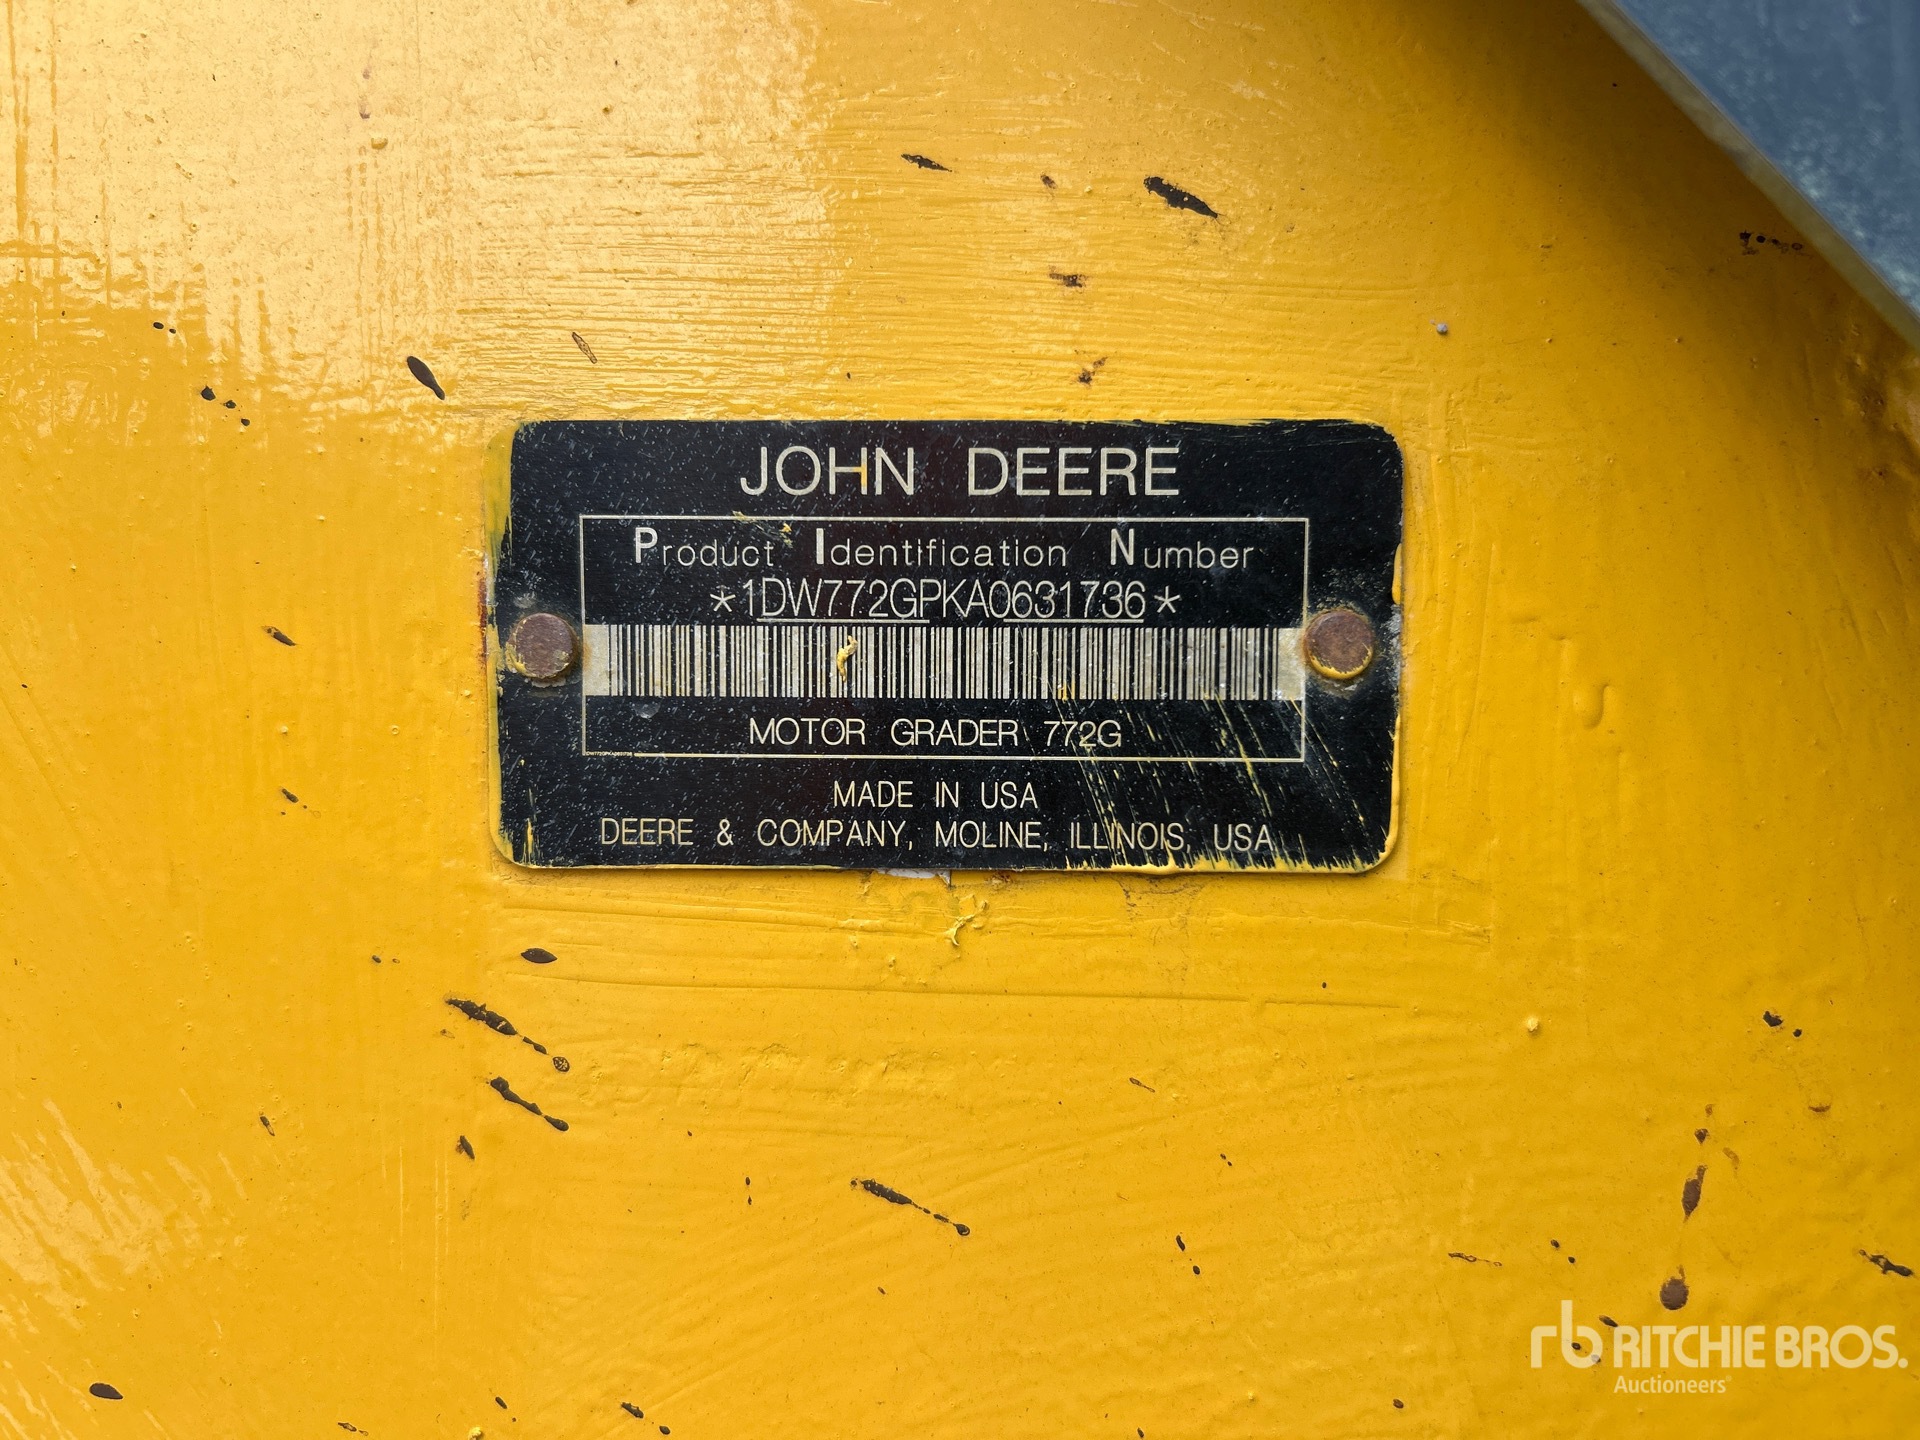 JOHN DEERE
Product Identification Number
*1DW772GPKA0631736*
MOTOR GRADER 772G
MADE IN USA
DEERE & COMPANY, MOLINE, ILLINOIS, USA
rb RITCHIE BROS.
Auctioneers